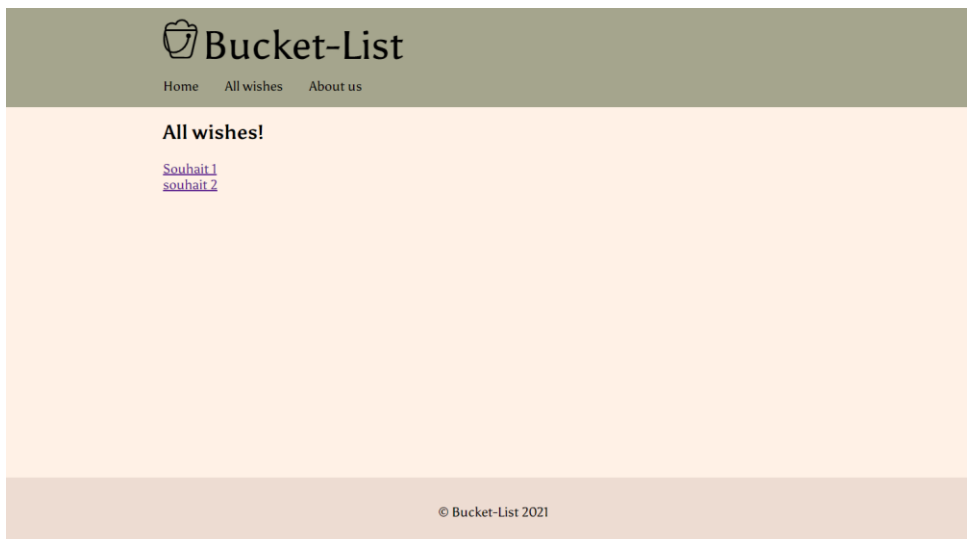 Bucket-List
Home All wishes About us
All wishes!
Souhait 1
souhait 2
© Bucket-List 2021